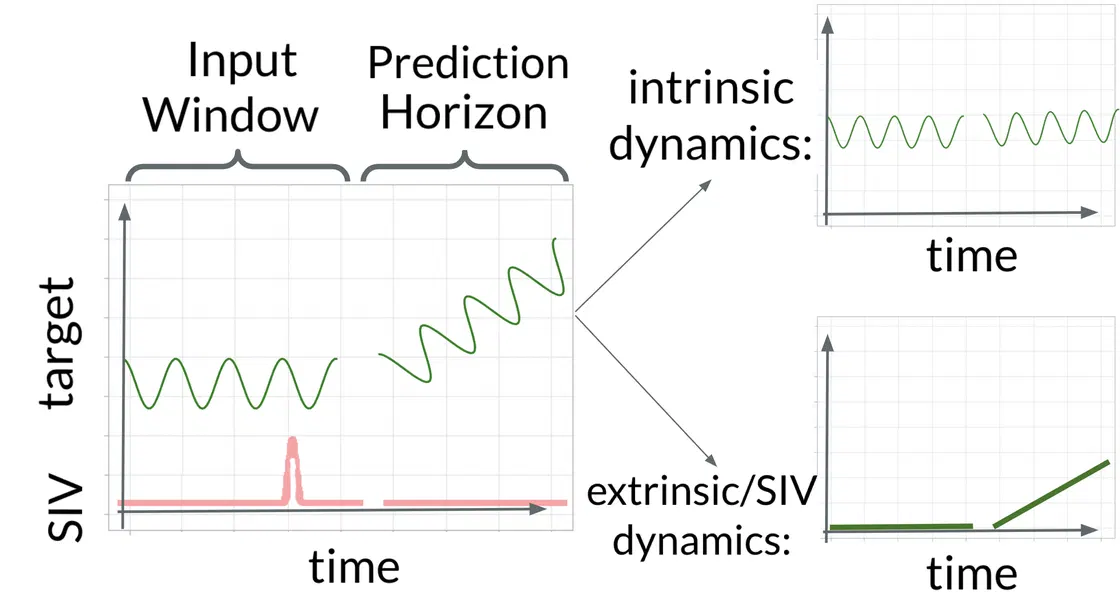 Input
Window
Prediction
Horizon
target
SIV
time
intrinsic
dynamics:
time
extrinsic/SIV
dynamics:
time